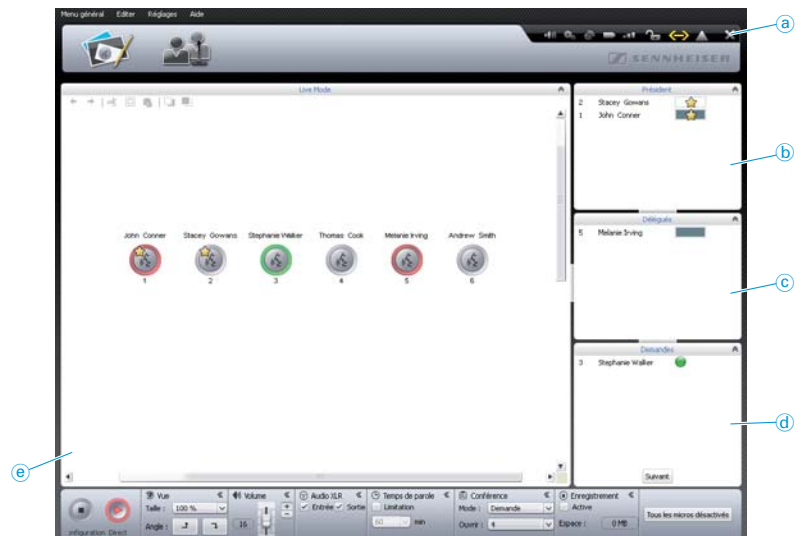 Menu général Editer Réglages Aide
a
SENNHEISER
Live Mode
Président
2 Stacey Gowans
1 John Conner
b
Délégués
5 Melanie Irving
c
John Conner Stacey Gowans Stephanie Walker Thomas Cook Melanie Irving Andrew Smith
1 2 3 4 5 6
Demandes
3 Stephanie Walker
d
e
Suivant
Vue Volume Audio XLR Temps de parole Conférence Enregistrement
Taille : 100 % Entrée Sortie Limitation Mode : Demande Active
Angle : 16 60 min Ouvrir : 4 Espace : 0 MB
Tous les micros désactivés
nfiguration Direct